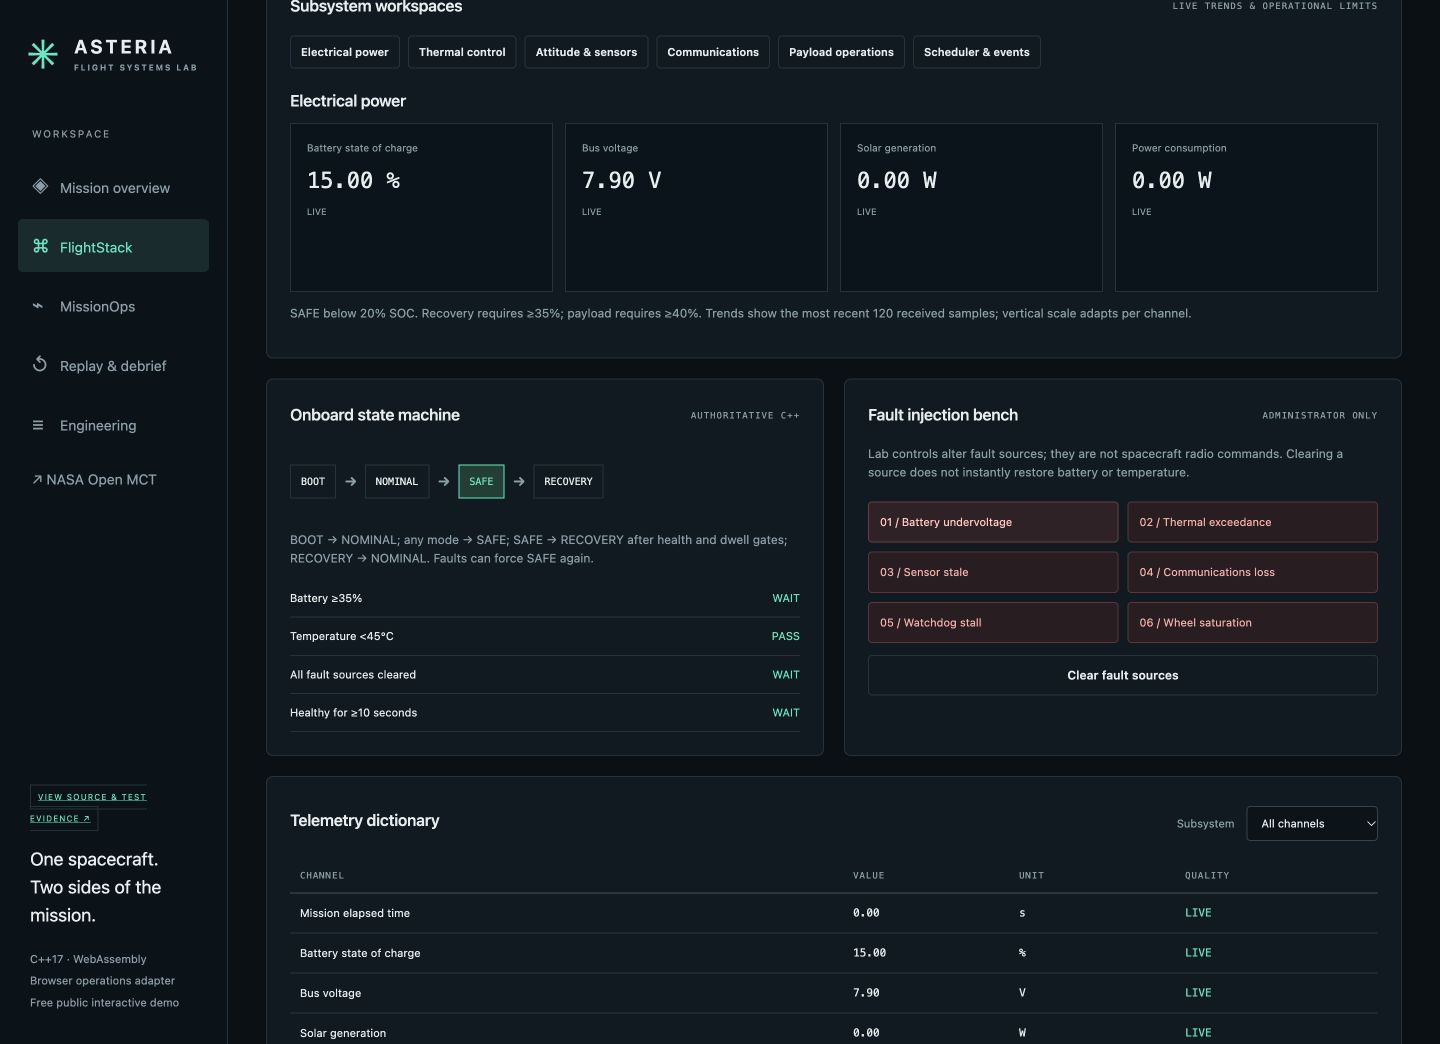 ASTERIA
FLIGHT SYSTEMS LAB
WORKSPACE
Mission overview
FlightStack
MissionOps
Replay & debrief
Engineering
↗ NASA Open MCT
VIEW SOURCE & TEST
EVIDENCE ↗
One spacecraft.
Two sides of the
mission.
C++17 · WebAssembly
Browser operations adapter
Free public interactive demo
Subsystem workspaces
LIVE TRENDS & OPERATIONAL LIMITS
Electrical power
Thermal control
Attitude & sensors
Communications
Payload operations
Scheduler & events
Electrical power
Battery state of charge
15.00 %
LIVE
Bus voltage
7.90 V
LIVE
Solar generation
0.00 W
LIVE
Power consumption
0.00 W
LIVE
SAFE below 20% SOC. Recovery requires ≥35%; payload requires ≥40%. Trends show the most recent 120 received samples; vertical scale adapts per channel.
Onboard state machine
AUTHORITATIVE C++
BOOT → NOMINAL → SAFE → RECOVERY
BOOT → NOMINAL; any mode → SAFE; SAFE → RECOVERY after health and dwell gates;
RECOVERY → NOMINAL. Faults can force SAFE again.
Battery ≥35% WAIT
Temperature <45°C PASS
All fault sources cleared WAIT
Healthy for ≥10 seconds WAIT
Fault injection bench
ADMINISTRATOR ONLY
Lab controls alter fault sources; they are not spacecraft radio commands. Clearing a
source does not instantly restore battery or temperature.
01 / Battery undervoltage
02 / Thermal exceedance
03 / Sensor stale
04 / Communications loss
05 / Watchdog stall
06 / Wheel saturation
Clear fault sources
Telemetry dictionary
Subsystem
All channels
CHANNEL VALUE UNIT QUALITY
Mission elapsed time 0.00 s LIVE
Battery state of charge 15.00 % LIVE
Bus voltage 7.90 V LIVE
Solar generation 0.00 W LIVE